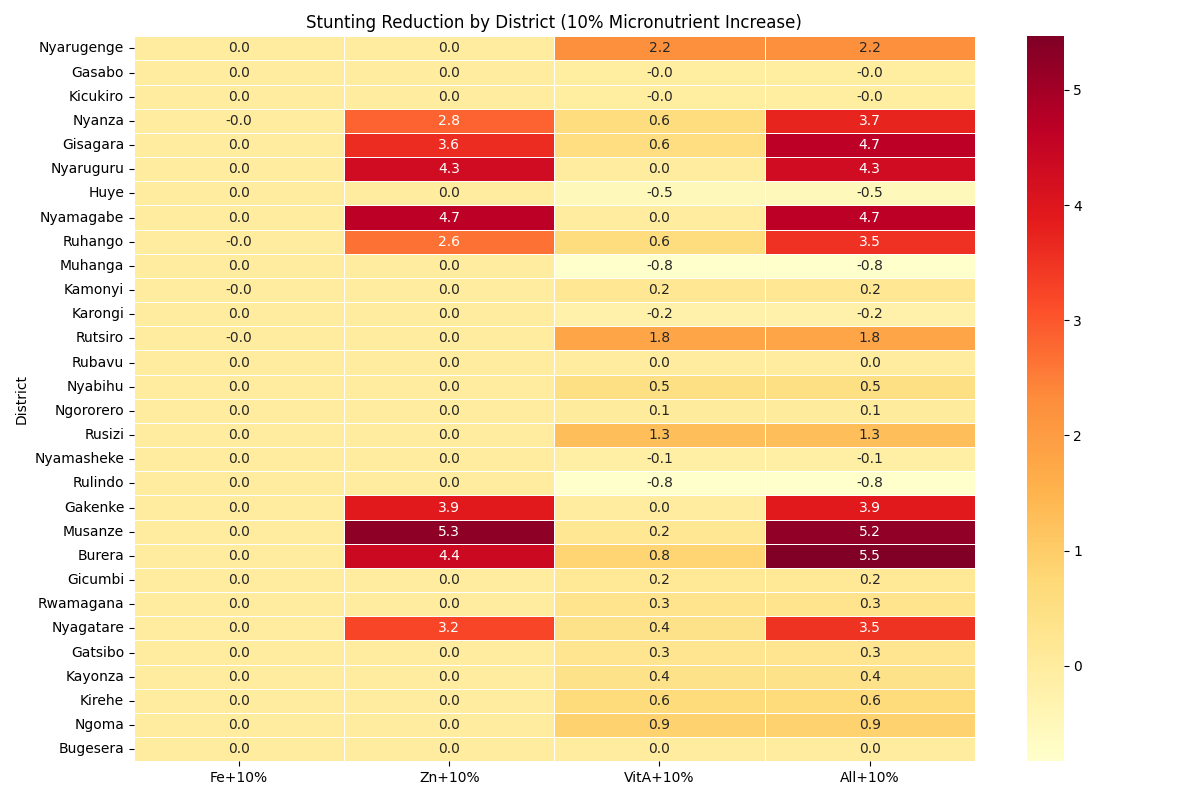 Stunting Reduction by District (10% Micronutrient Increase)
District
Nyarugenge 0.0 0.0 2.2 2.2
Gasabo 0.0 0.0 -0.0 -0.0
Kicukiro 0.0 0.0 -0.0 -0.0
Nyanza -0.0 2.8 0.6 3.7
Gisagara 0.0 3.6 0.6 4.7
Nyaruguru 0.0 4.3 0.0 4.3
Huye 0.0 0.0 -0.5 -0.5
Nyamagabe 0.0 4.7 0.0 4.7
Ruhango -0.0 2.6 0.6 3.5
Muhanga 0.0 0.0 -0.8 -0.8
Kamonyi -0.0 0.0 0.2 0.2
Karongi 0.0 0.0 -0.2 -0.2
Rutsiro -0.0 0.0 1.8 1.8
Rubavu 0.0 0.0 0.0 0.0
Nyabihu 0.0 0.0 0.5 0.5
Ngororero 0.0 0.0 0.1 0.1
Rusizi 0.0 0.0 1.3 1.3
Nyamasheke 0.0 0.0 -0.1 -0.1
Rulindo 0.0 0.0 -0.8 -0.8
Gakenke 0.0 3.9 0.0 3.9
Musanze 0.0 5.3 0.2 5.2
Burera 0.0 4.4 0.8 5.5
Gicumbi 0.0 0.0 0.2 0.2
Rwamagana 0.0 0.0 0.3 0.3
Nyagatare 0.0 3.2 0.4 3.5
Gatsibo 0.0 0.0 0.3 0.3
Kayonza 0.0 0.0 0.4 0.4
Kirehe 0.0 0.0 0.6 0.6
Ngoma 0.0 0.0 0.9 0.9
Bugesera 0.0 0.0 0.0 0.0
Fe+10% Zn+10% VitA+10% All+10%
5
4
3
2
1
0